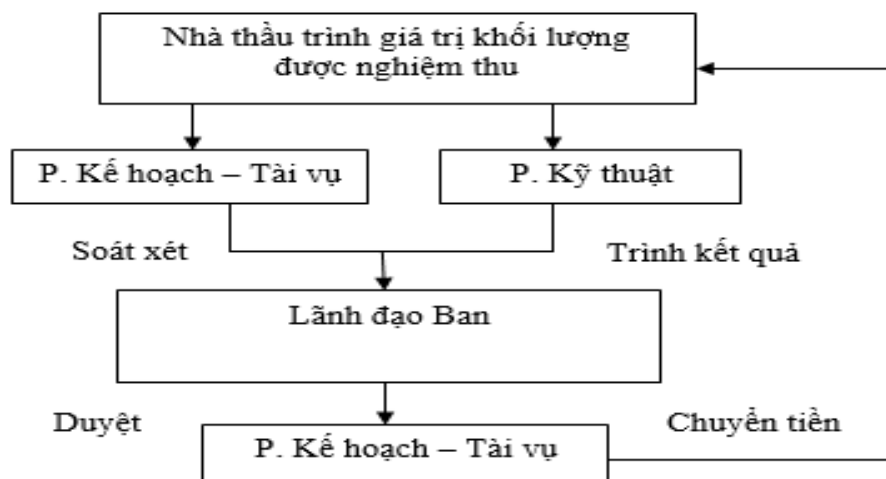 Nhà thầu trình giá trị khối lượng
được nghiệm thu
P. Kế hoạch – Tài vụ
P. Kỹ thuật
Soát xét
Trình kết quả
Lãnh đạo Ban
Duyệt
Chuyển tiền
P. Kế hoạch – Tài vụ